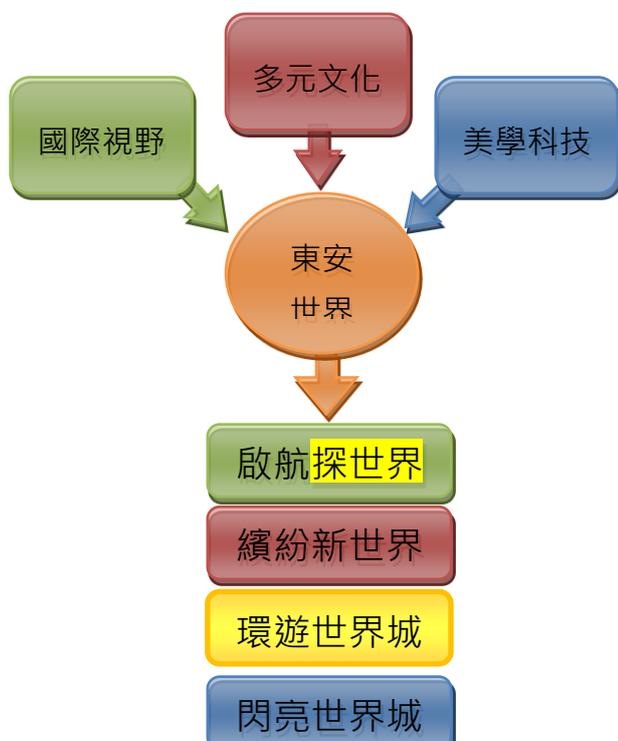 多元文化
國際視野
美學科技
東安
世界
啟航探世界
繽紛新世界
環遊世界城
閃亮世界城